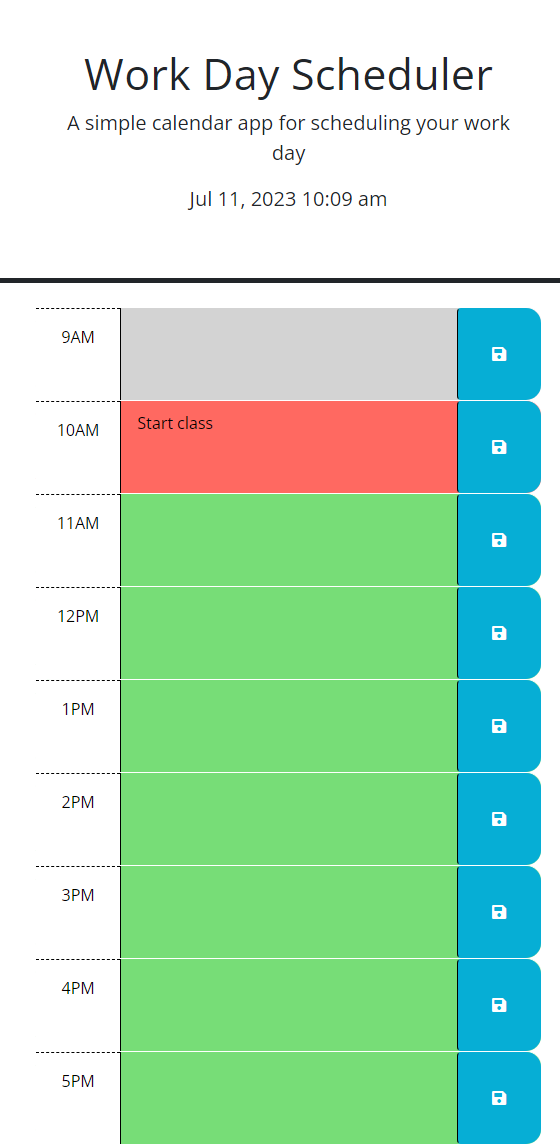 Work Day Scheduler
A simple calendar app for scheduling your work
day
Jul 11, 2023 10:09 am
9AM
10AM
Start class
11AM
12PM
1PM
2PM
3PM
4PM
5PM